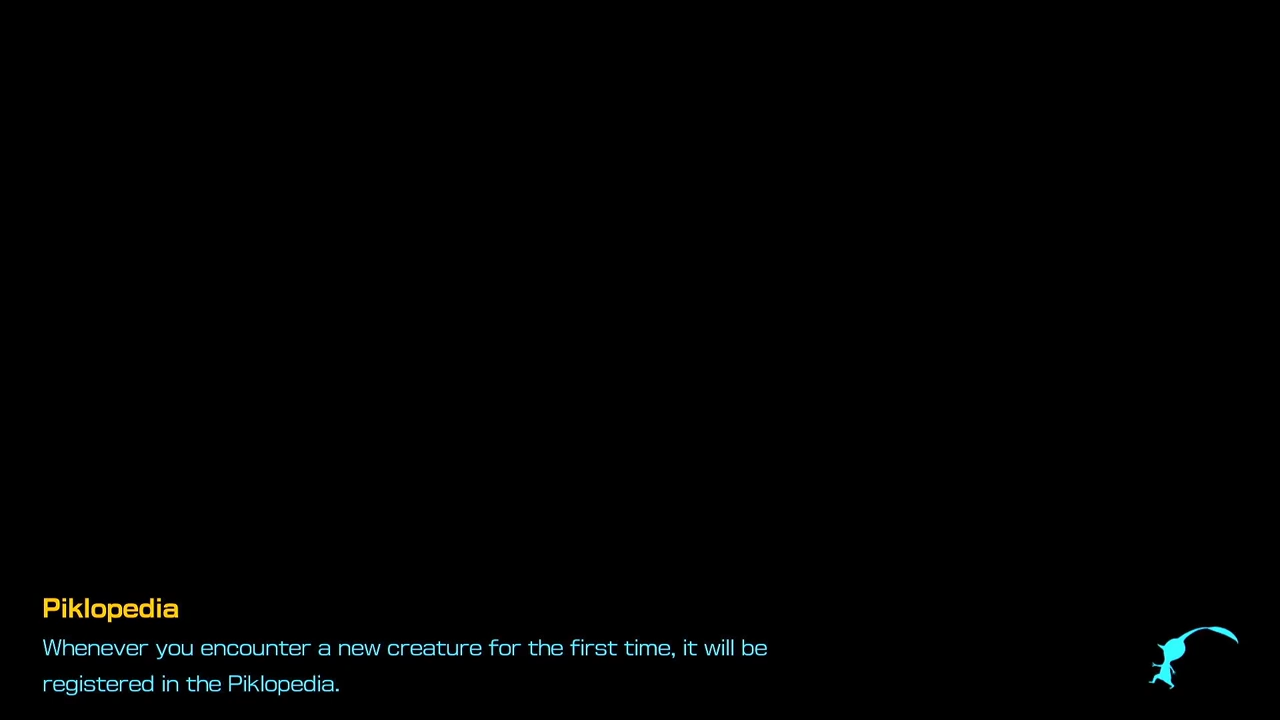 Piklopedia
Whenever you encounter a new creature for the first time, it will be
registered in the Piklopedia.